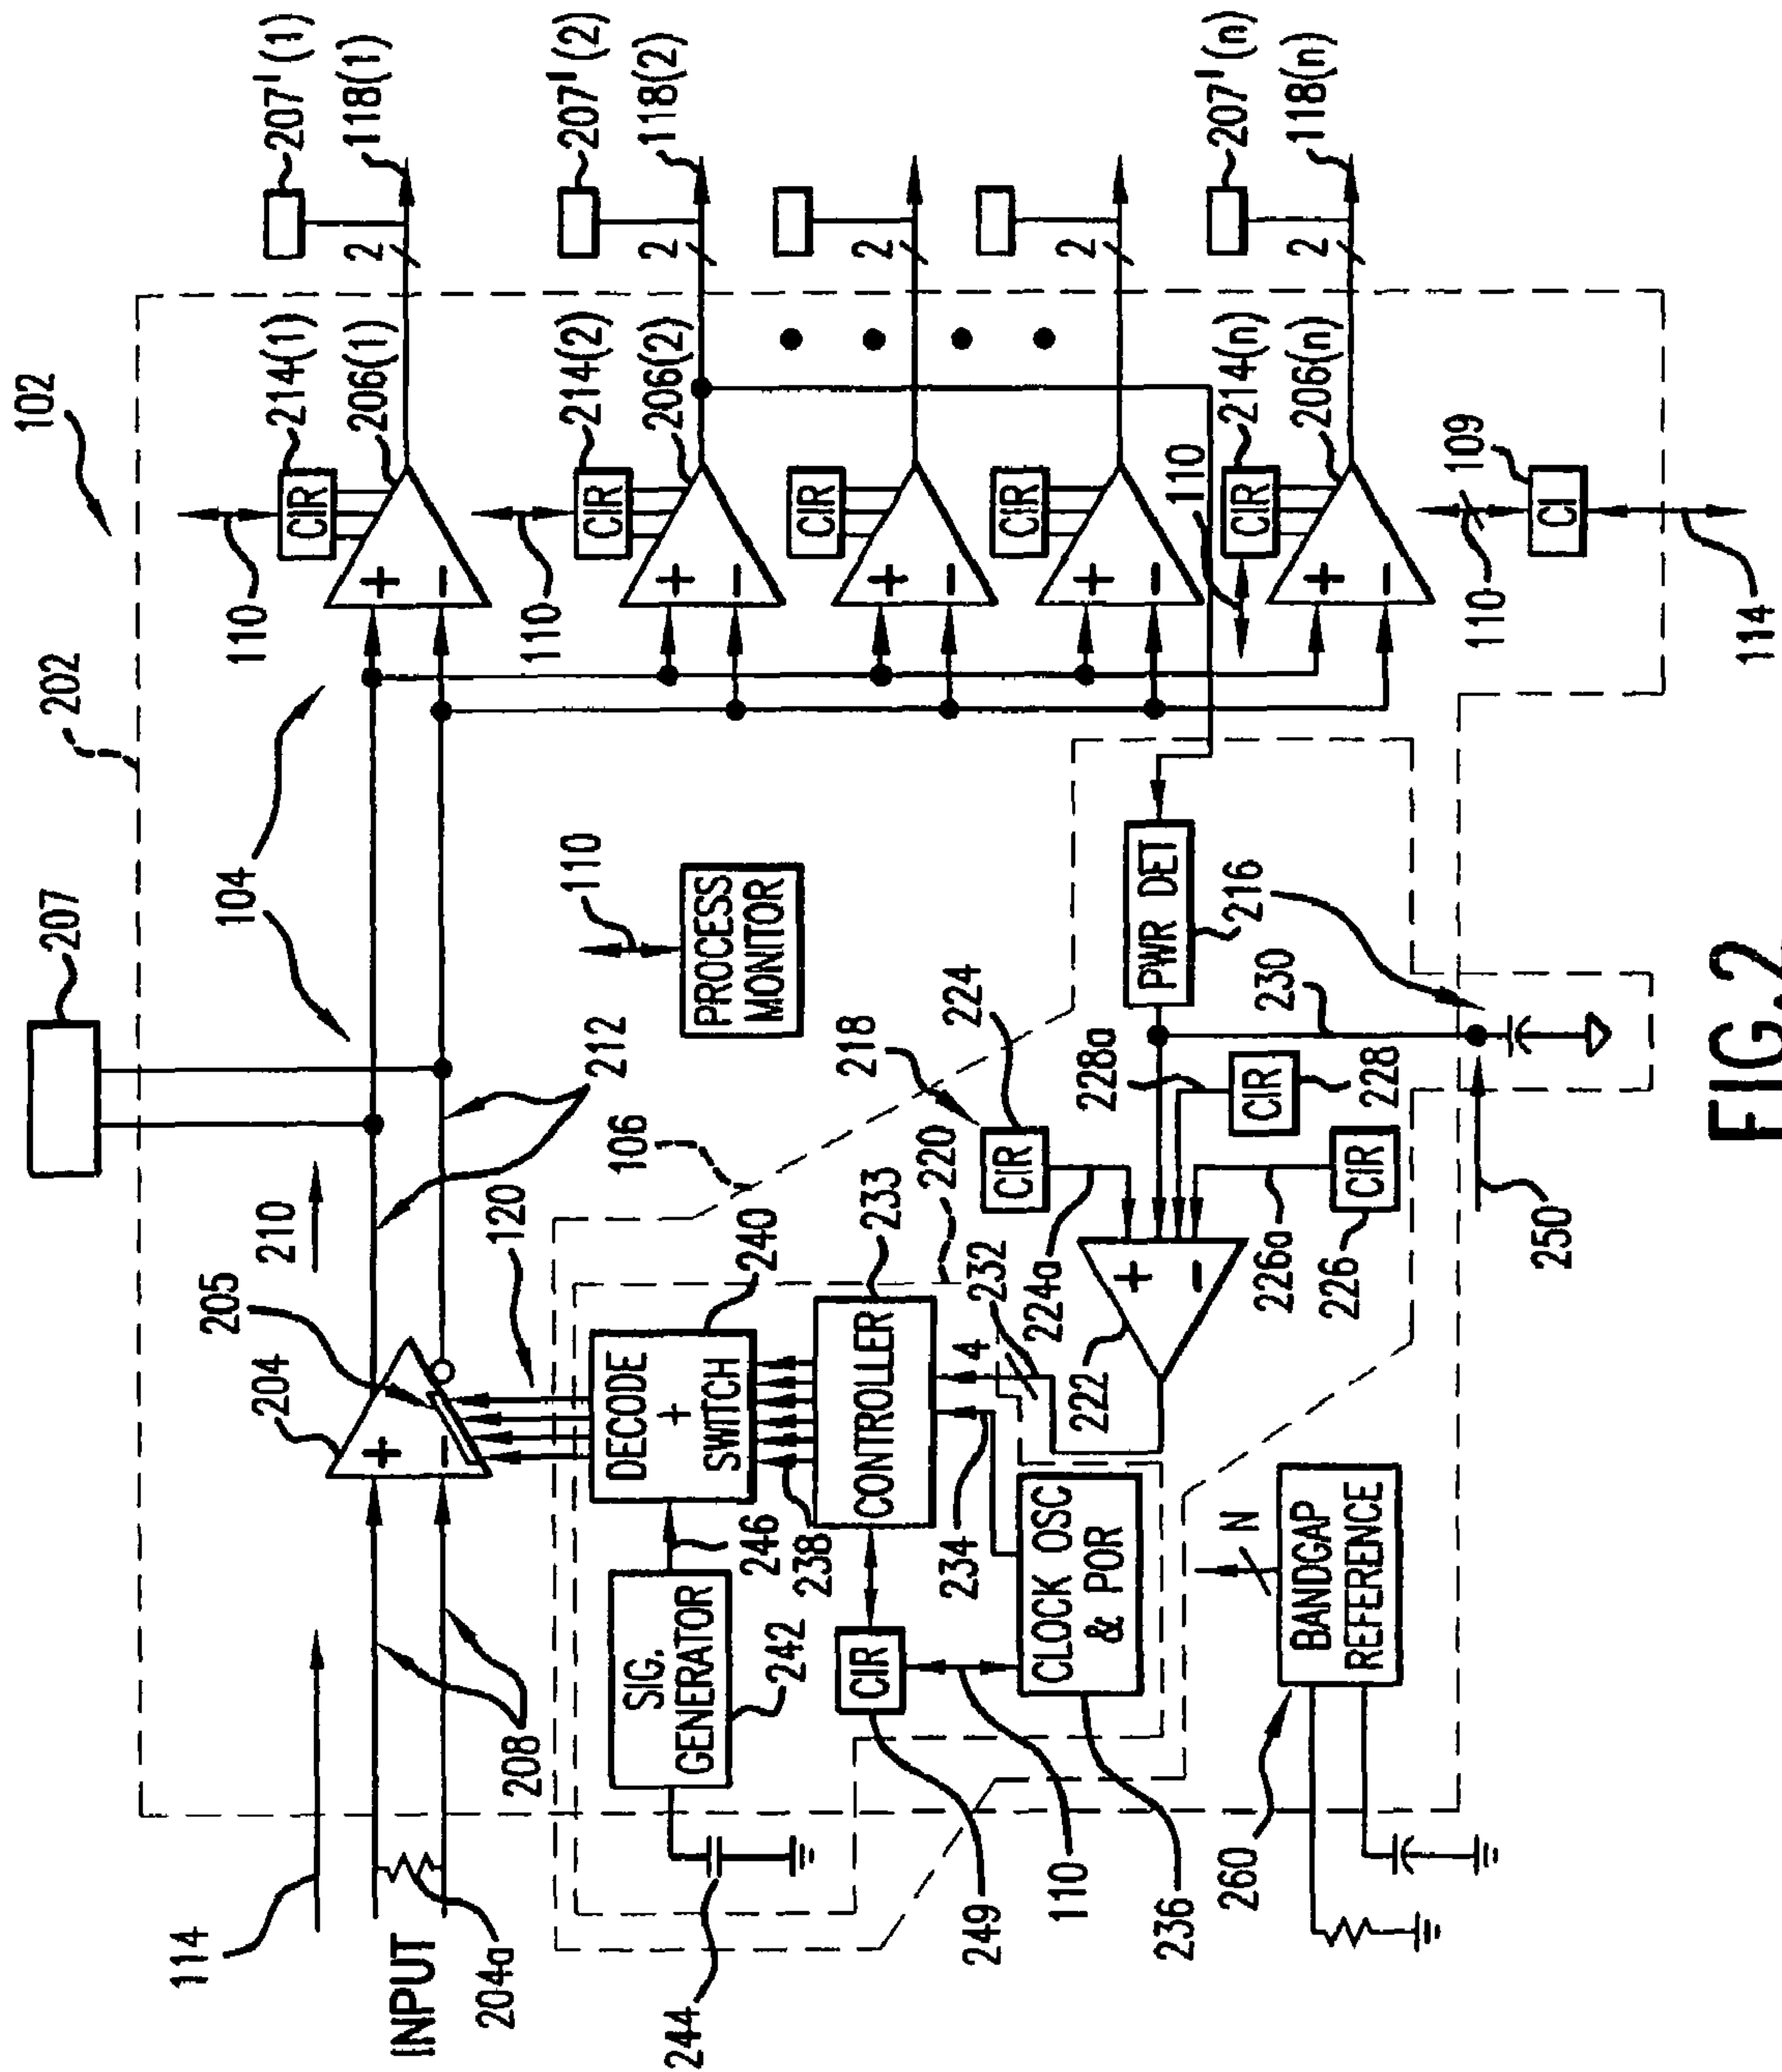 102
202
207
104
114
210
212
205
204
INPUT
204a
208
+
−
110
CIR
214(1)
206(1)
+
−
2
207'(1)
118(1)
110
CIR
214(2)
206(2)
+
−
2
207'(2)
118(2)
CIR
+
−
2
CIR
+
−
2
110
CIR
214(n)
206(n)
+
−
2
207'(n)
118(n)
110
CI
109
114
110
PROCESS
MONITOR
120
106
220
240
DECODE
+
SWITCH
SIG.
GENERATOR
242
244
246
238
233
CONTROLLER
CIR
249
110
234
232
4
CLOCK OSC
& POR
236
218
224
CIR
224a
222
+
−
228a
CIR
228
226a
CIR
226
PWR DET
216
230
250
N
BANDGAP
REFERENCE
260
FIG.2